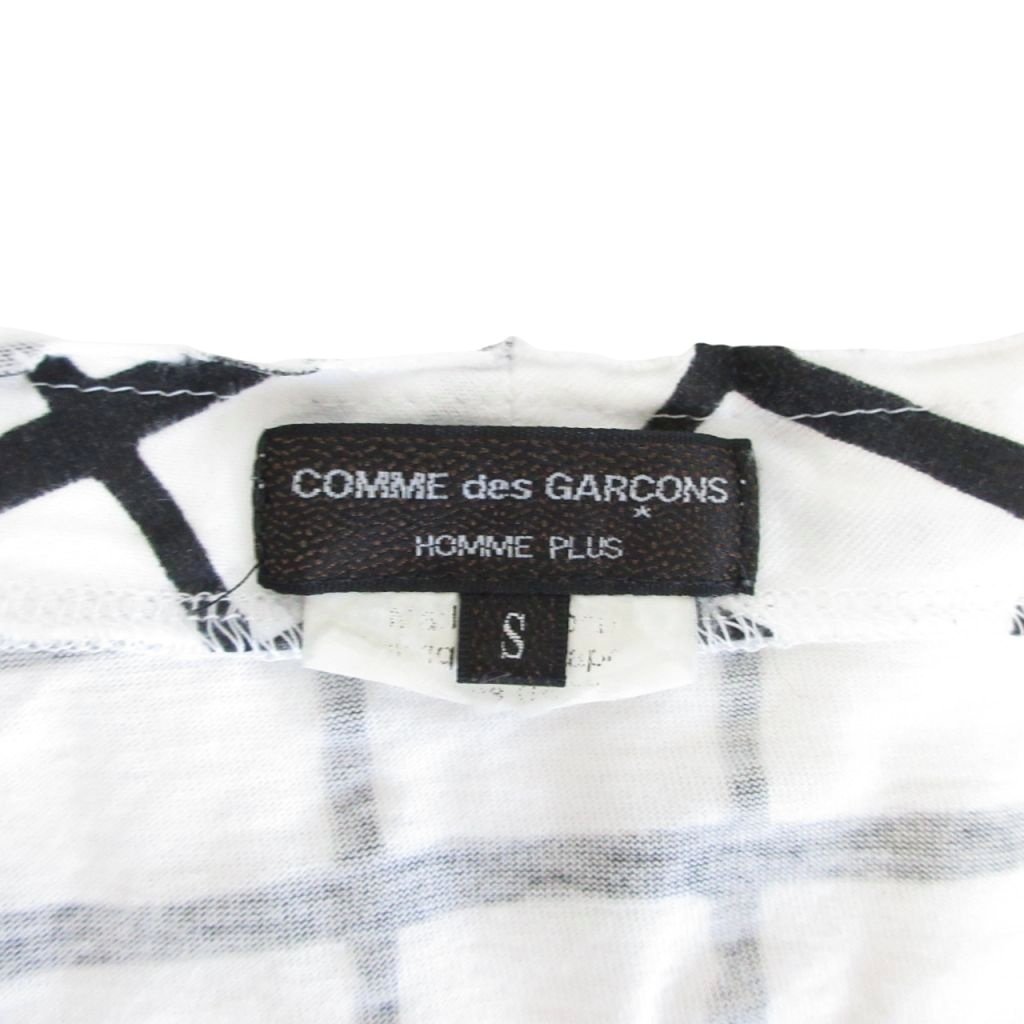 COMME des GARCONS
*
HOMME PLUS
S